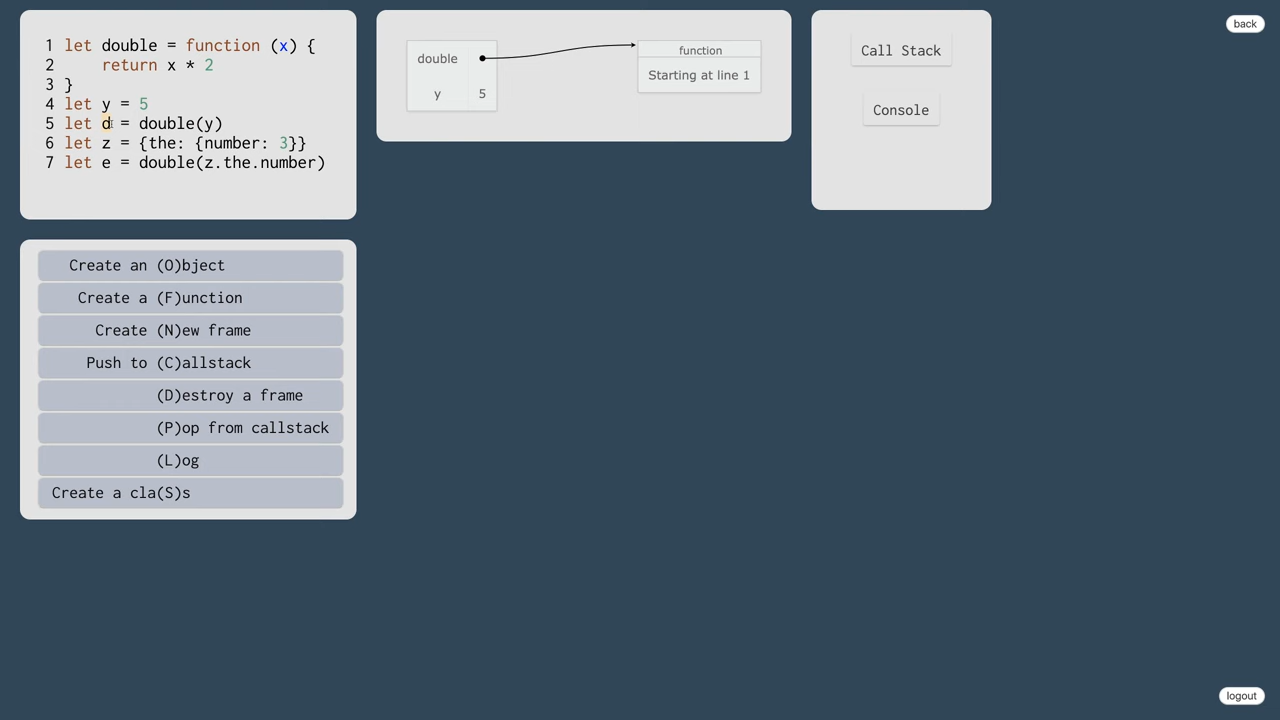 1 let double = function (x) {
2     return x * 2
3 }
4 let y = 5
5 let d = double(y)
6 let z = {the: {number: 3}}
7 let e = double(z.the.number)
double
y 5
function
Starting at line 1
Call Stack
Console
back
Create an (O)bject
Create a (F)unction
Create (N)ew frame
Push to (C)allstack
(D)estroy a frame
(P)op from callstack
(L)og
Create a cla(S)s
logout